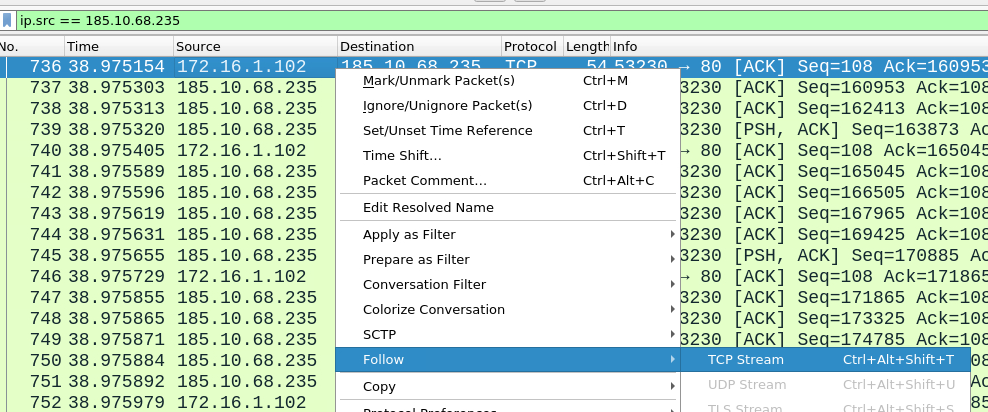 ip.src == 185.10.68.235
No. Time Source Destination Protocol Length Info
736 38.975154 172.16.1.102 185.10.68.235 TCP 54 53230 → 80 [ACK] Seq=108 Ack=160953
737 38.975303 185.10.68.235 3230 [ACK] Seq=160953 Ack=108
738 38.975313 185.10.68.235 3230 [ACK] Seq=162413 Ack=108
739 38.975320 185.10.68.235 3230 [PSH, ACK] Seq=163873 Ac
740 38.975405 172.16.1.102 → 80 [ACK] Seq=108 Ack=165045
741 38.975589 185.10.68.235 3230 [ACK] Seq=165045 Ack=108
742 38.975596 185.10.68.235 3230 [ACK] Seq=166505 Ack=108
743 38.975619 185.10.68.235 3230 [ACK] Seq=167965 Ack=108
744 38.975631 185.10.68.235 3230 [ACK] Seq=169425 Ack=108
745 38.975655 185.10.68.235 3230 [PSH, ACK] Seq=170885 Ac
746 38.975729 172.16.1.102 → 80 [ACK] Seq=108 Ack=171865
747 38.975855 185.10.68.235 3230 [ACK] Seq=171865 Ack=108
748 38.975865 185.10.68.235 3230 [ACK] Seq=173325 Ack=108
749 38.975871 185.10.68.235 3230 [ACK] Seq=174785 Ack=108
750 38.975884 185.10.68.235
751 38.975892 185.10.68.235
752 38.975979 172.16.1.102
Mark/Unmark Packet(s) Ctrl+M
Ignore/Unignore Packet(s) Ctrl+D
Set/Unset Time Reference Ctrl+T
Time Shift... Ctrl+Shift+T
Packet Comment... Ctrl+Alt+C
Edit Resolved Name
Apply as Filter
Prepare as Filter
Conversation Filter
Colorize Conversation
SCTP
Follow
Copy
Protocol Preferences
TCP Stream Ctrl+Alt+Shift+T
UDP Stream Ctrl+Alt+Shift+U
TLS Stream Ctrl+Alt+Shift+S